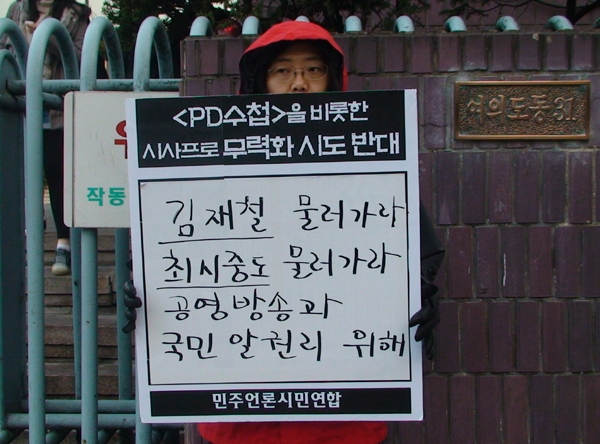 <PD수첩>을 비롯한
시사프로 무력화 시도 반대
김재철 물러가라
최시중도 물러가라
공영방송과
국민 알권리 위해
민주언론시민연합
여의도동 31
작동